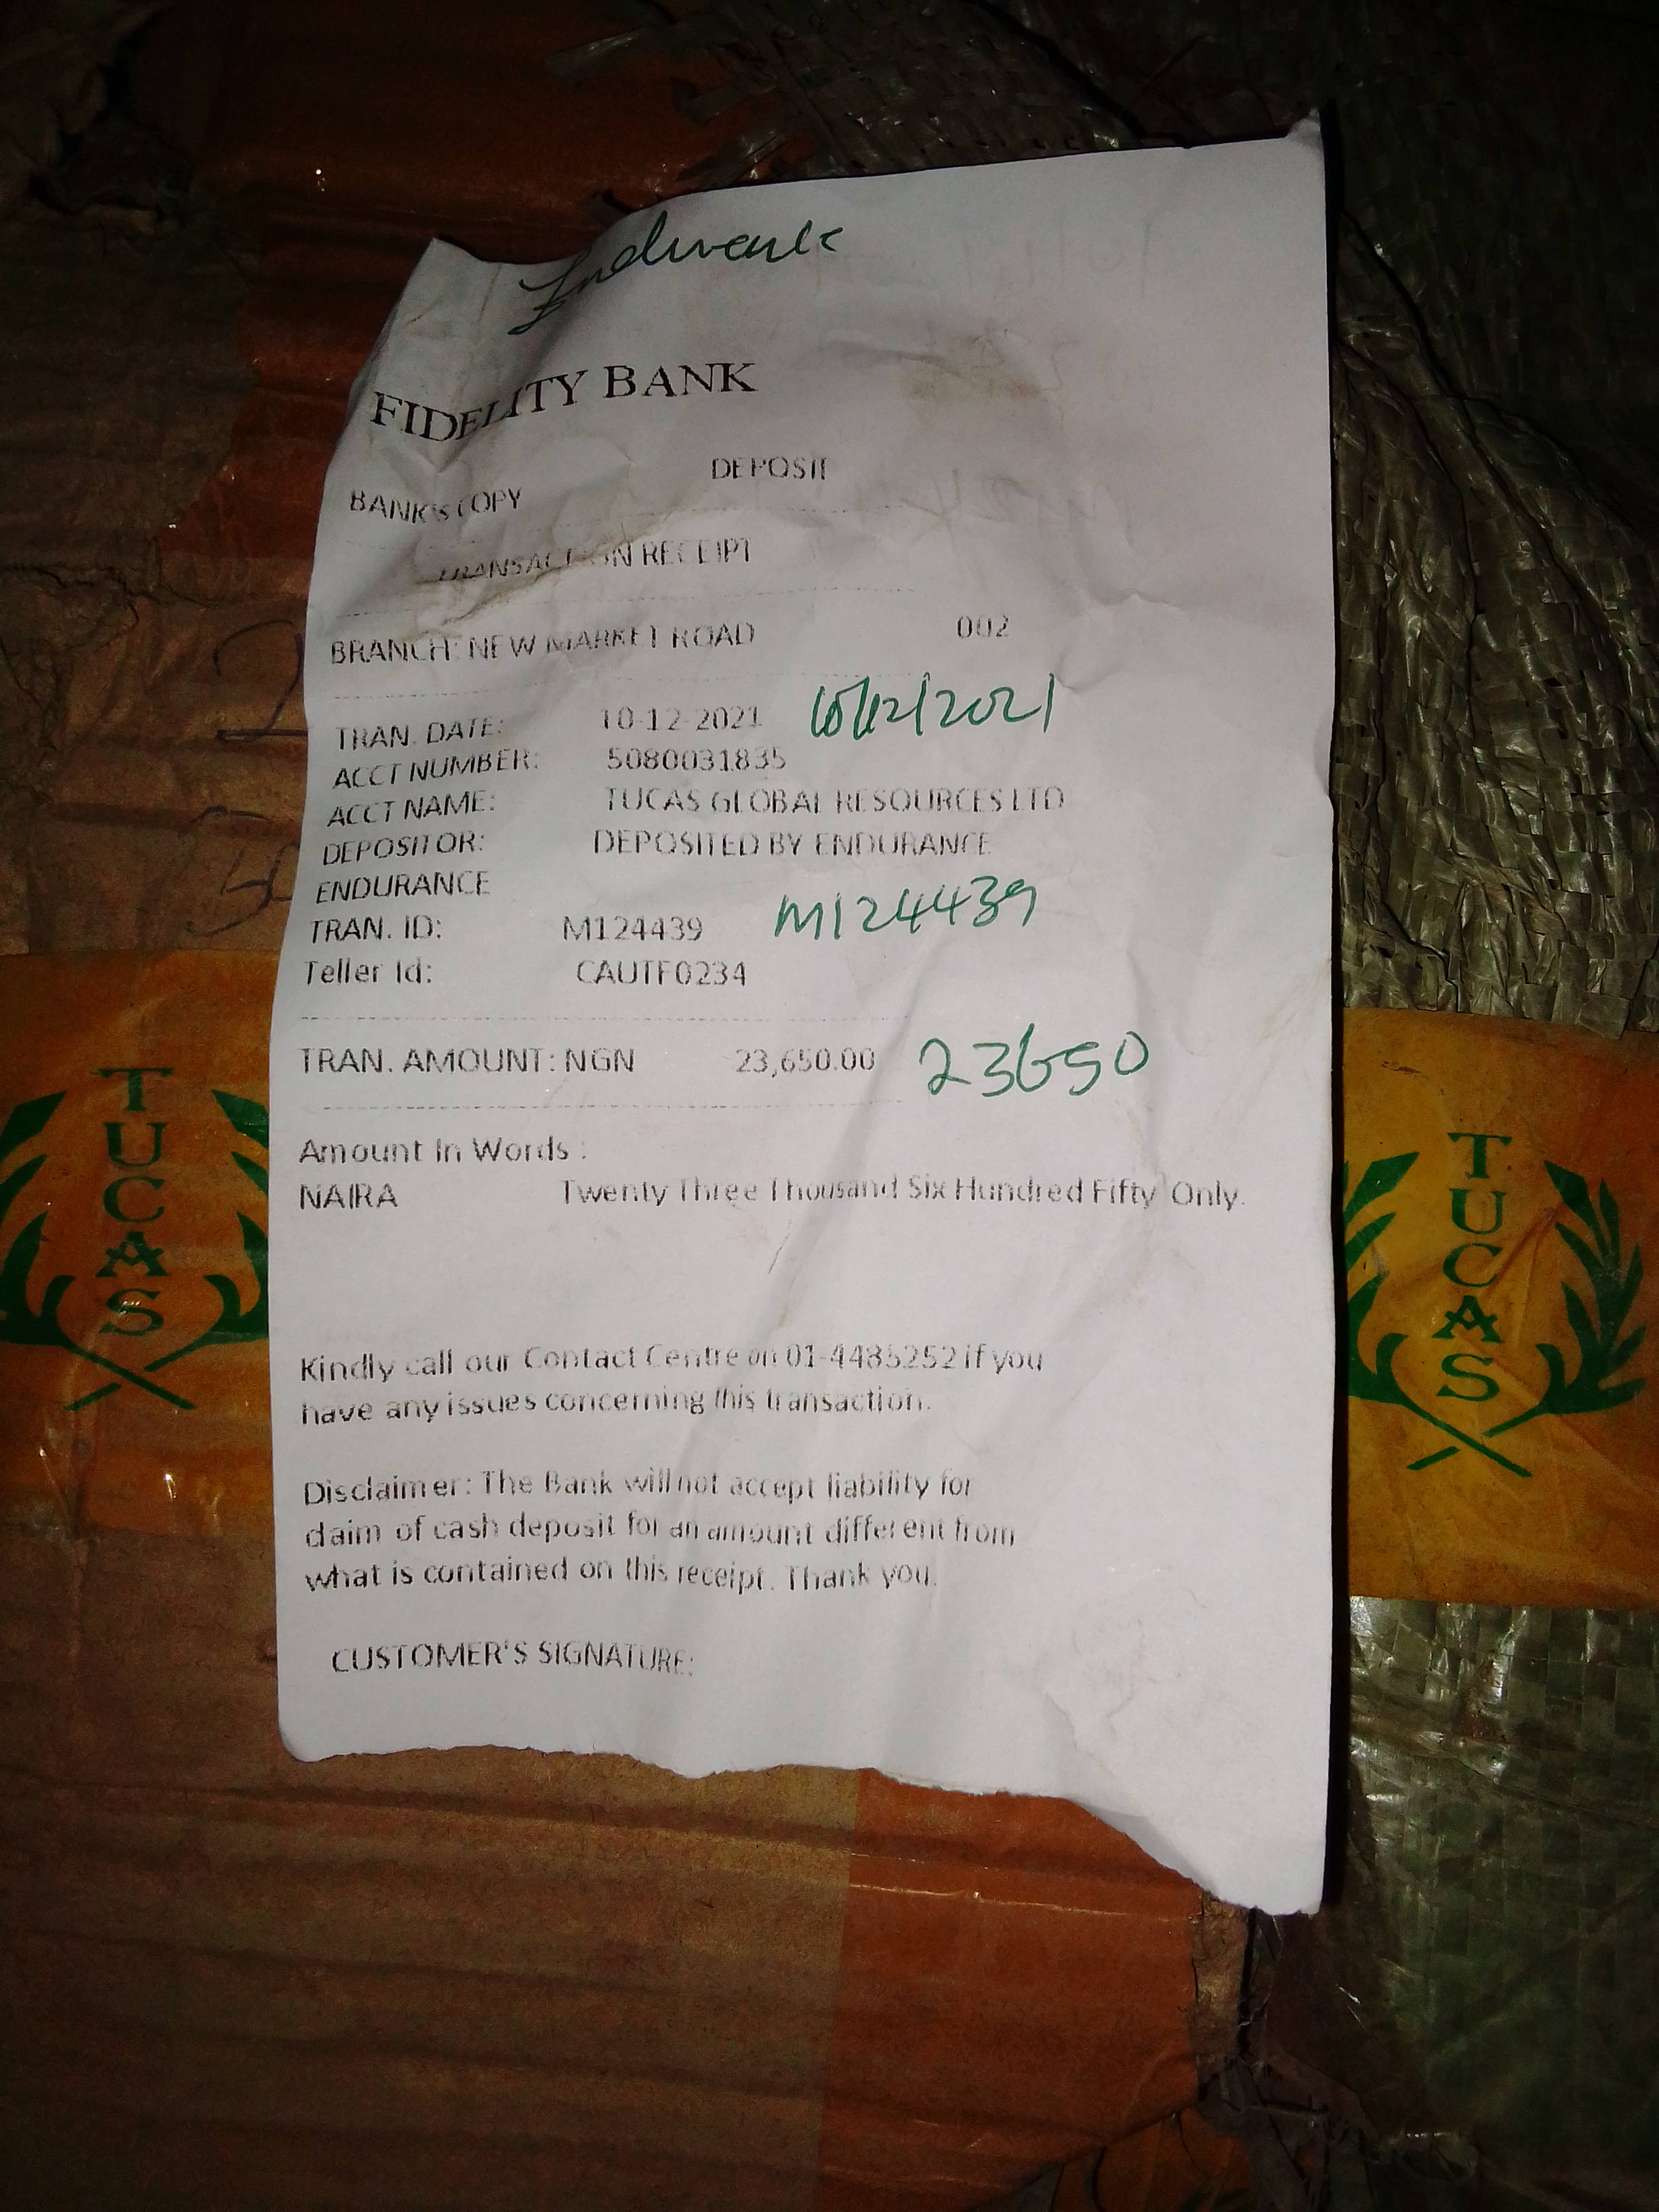 FIDELITY BANK
DEPOSIT
BANK'S COPY
TRANSACTION RECEIPT
BRANCH: NEW MARKET ROAD 002
TRAN. DATE: 10-12-2021 10/12/2021
ACCT NUMBER: 5080031835
ACCT NAME: TUCAS GLOBAL RESOURCES LTD
DEPOSITOR: DEPOSITED BY ENDURANCE
ENDURANCE
TRAN. ID: M124439 M124439
Teller Id: CAUTF0234
TRAN. AMOUNT: NGN 23,650.00 23650
Amount In Words :
NAIRA Twenty Three Thousand Six Hundred Fifty Only.
Kindly call our Contact Centre on 01-4485252 if you
have any issues concerning this transaction.
Disclaimer: The Bank will not accept liability for
claim of cash deposit for an amount different from
what is contained on this receipt. Thank you.
CUSTOMER'S SIGNATURE:
TUCAS
TUCAS